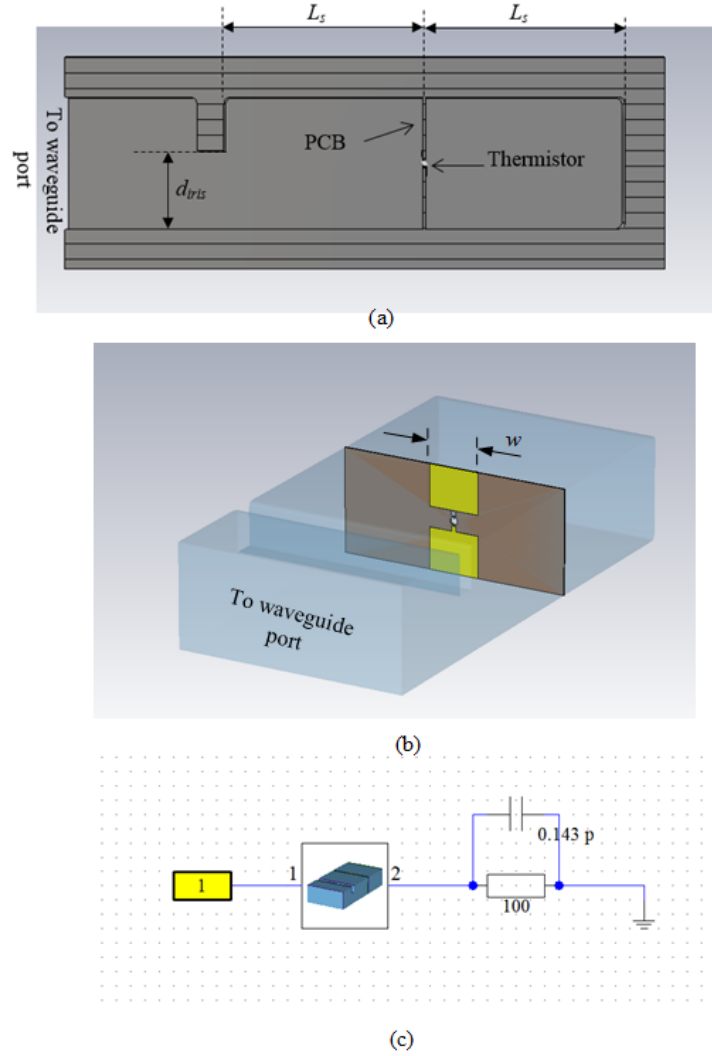 Ls Ls
To waveguide
port
PCB
Thermistor
diris
(a)
w
To waveguide
port
(b)
0.143 p
1
1
2
100
(c)